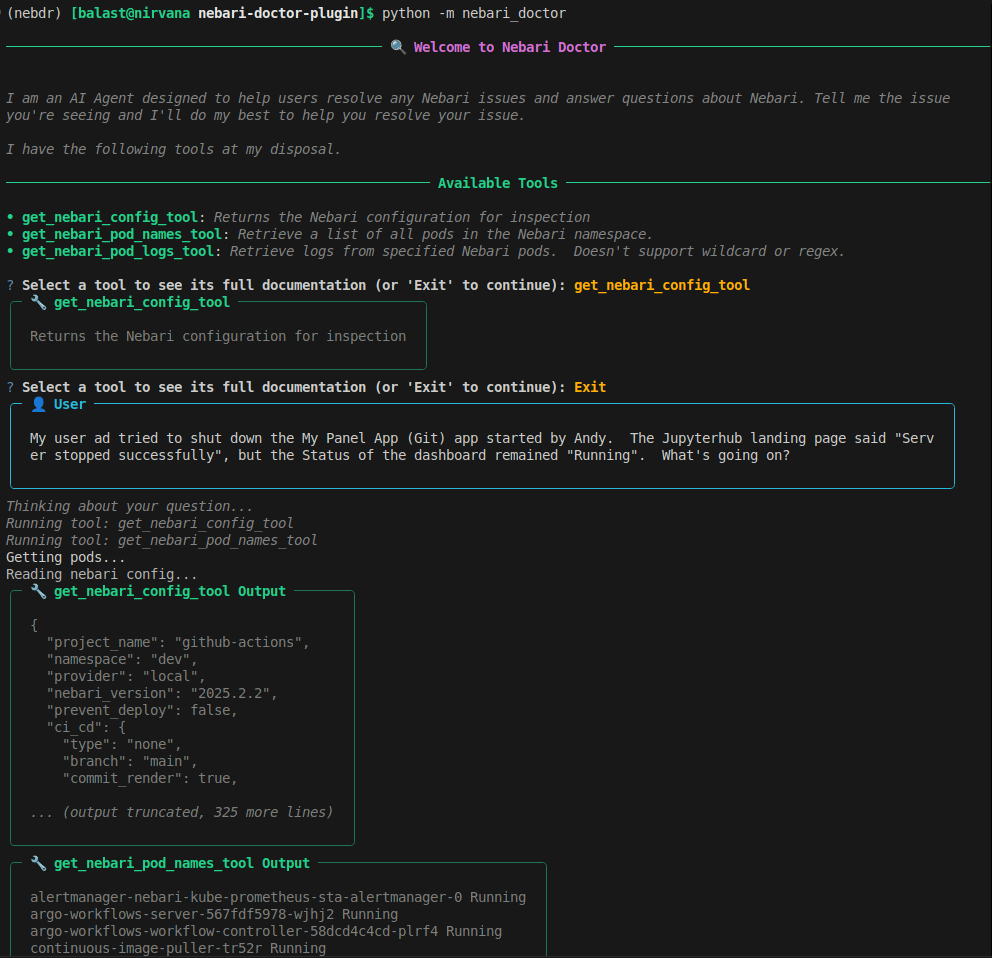 (nebdr) [balast@nirvana nebari-doctor-plugin]$ python -m nebari_doctor
🔍 Welcome to Nebari Doctor
I am an AI Agent designed to help users resolve any Nebari issues and answer questions about Nebari. Tell me the issue
you're seeing and I'll do my best to help you resolve your issue.
I have the following tools at my disposal.
Available Tools
• get_nebari_config_tool: Returns the Nebari configuration for inspection
• get_nebari_pod_names_tool: Retrieve a list of all pods in the Nebari namespace.
• get_nebari_pod_logs_tool: Retrieve logs from specified Nebari pods.  Doesn't support wildcard or regex.
? Select a tool to see its full documentation (or 'Exit' to continue): get_nebari_config_tool
🔧 get_nebari_config_tool
Returns the Nebari configuration for inspection
? Select a tool to see its full documentation (or 'Exit' to continue): Exit
👤 User
My user ad tried to shut down the My Panel App (Git) app started by Andy.  The Jupyterhub landing page said "Serv
er stopped successfully", but the Status of the dashboard remained "Running".  What's going on?
Thinking about your question...
Running tool: get_nebari_config_tool
Running tool: get_nebari_pod_names_tool
Getting pods...
Reading nebari config...
🔧 get_nebari_config_tool Output
{
"project_name": "github-actions",
"namespace": "dev",
"provider": "local",
"nebari_version": "2025.2.2",
"prevent_deploy": false,
"ci_cd": {
"type": "none",
"branch": "main",
"commit_render": true,
... (output truncated, 325 more lines)
🔧 get_nebari_pod_names_tool Output
alertmanager-nebari-kube-prometheus-sta-alertmanager-0 Running
argo-workflows-server-567fdf5978-wjhj2 Running
argo-workflows-workflow-controller-58dcd4c4cd-plrf4 Running
continuous-image-puller-tr52r Running